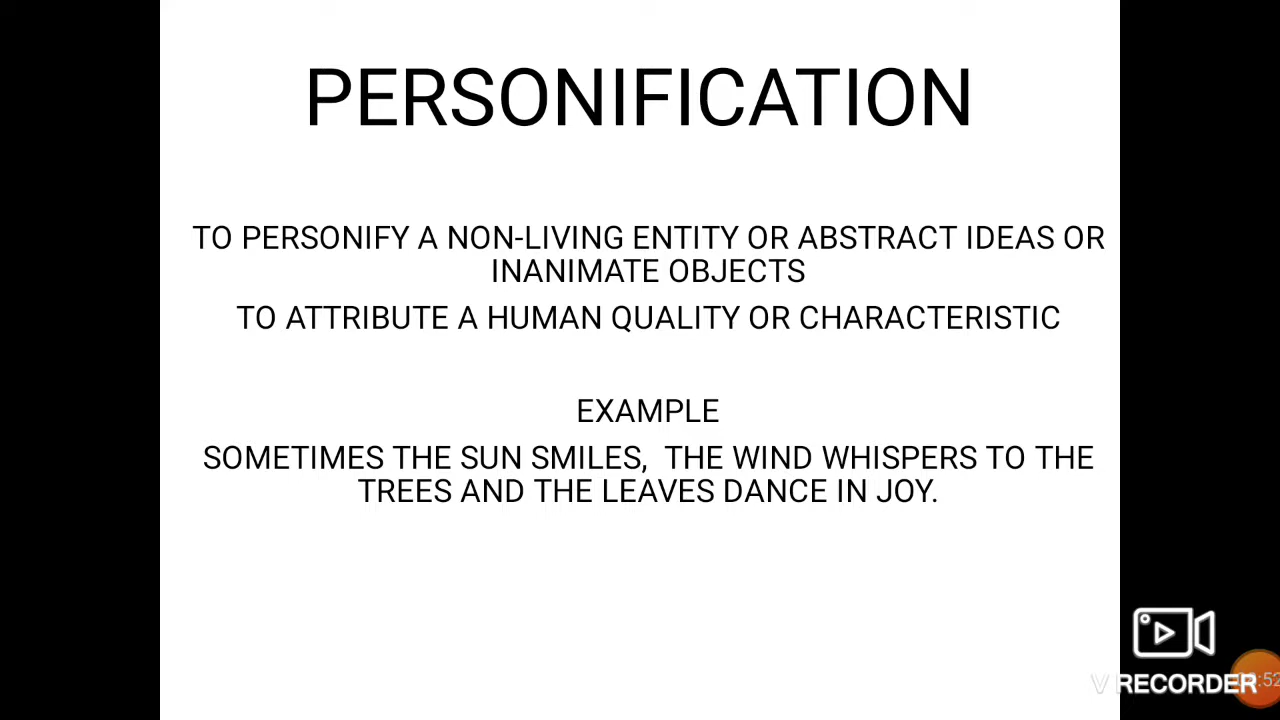 PERSONIFICATION
TO PERSONIFY A NON-LIVING ENTITY OR ABSTRACT IDEAS OR
INANIMATE OBJECTS
TO ATTRIBUTE A HUMAN QUALITY OR CHARACTERISTIC
EXAMPLE
SOMETIMES THE SUN SMILES,  THE WIND WHISPERS TO THE
TREES AND THE LEAVES DANCE IN JOY.
V RECORDER